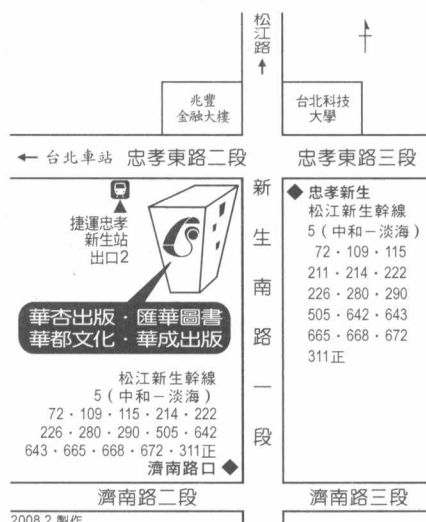 松江路
↑
兆豐
金融大樓
台北科技
大學
← 台北車站 忠孝東路二段
忠孝東路三段
捷運忠孝
新生站
出口2
華杏出版・匯華圖書
華都文化・華成出版
新生南路一段
◆ 忠孝新生
松江新生幹線
5(中和－淡海)
72・109・115
211・214・222
226・280・290
505・642・643
665・668・672
311正
松江新生幹線
5(中和－淡海)
72・109・115・214・222
226・280・290・505・642
643・665・668・672・311正
濟南路口 ◆
濟南路二段
濟南路三段
2008.2 製作